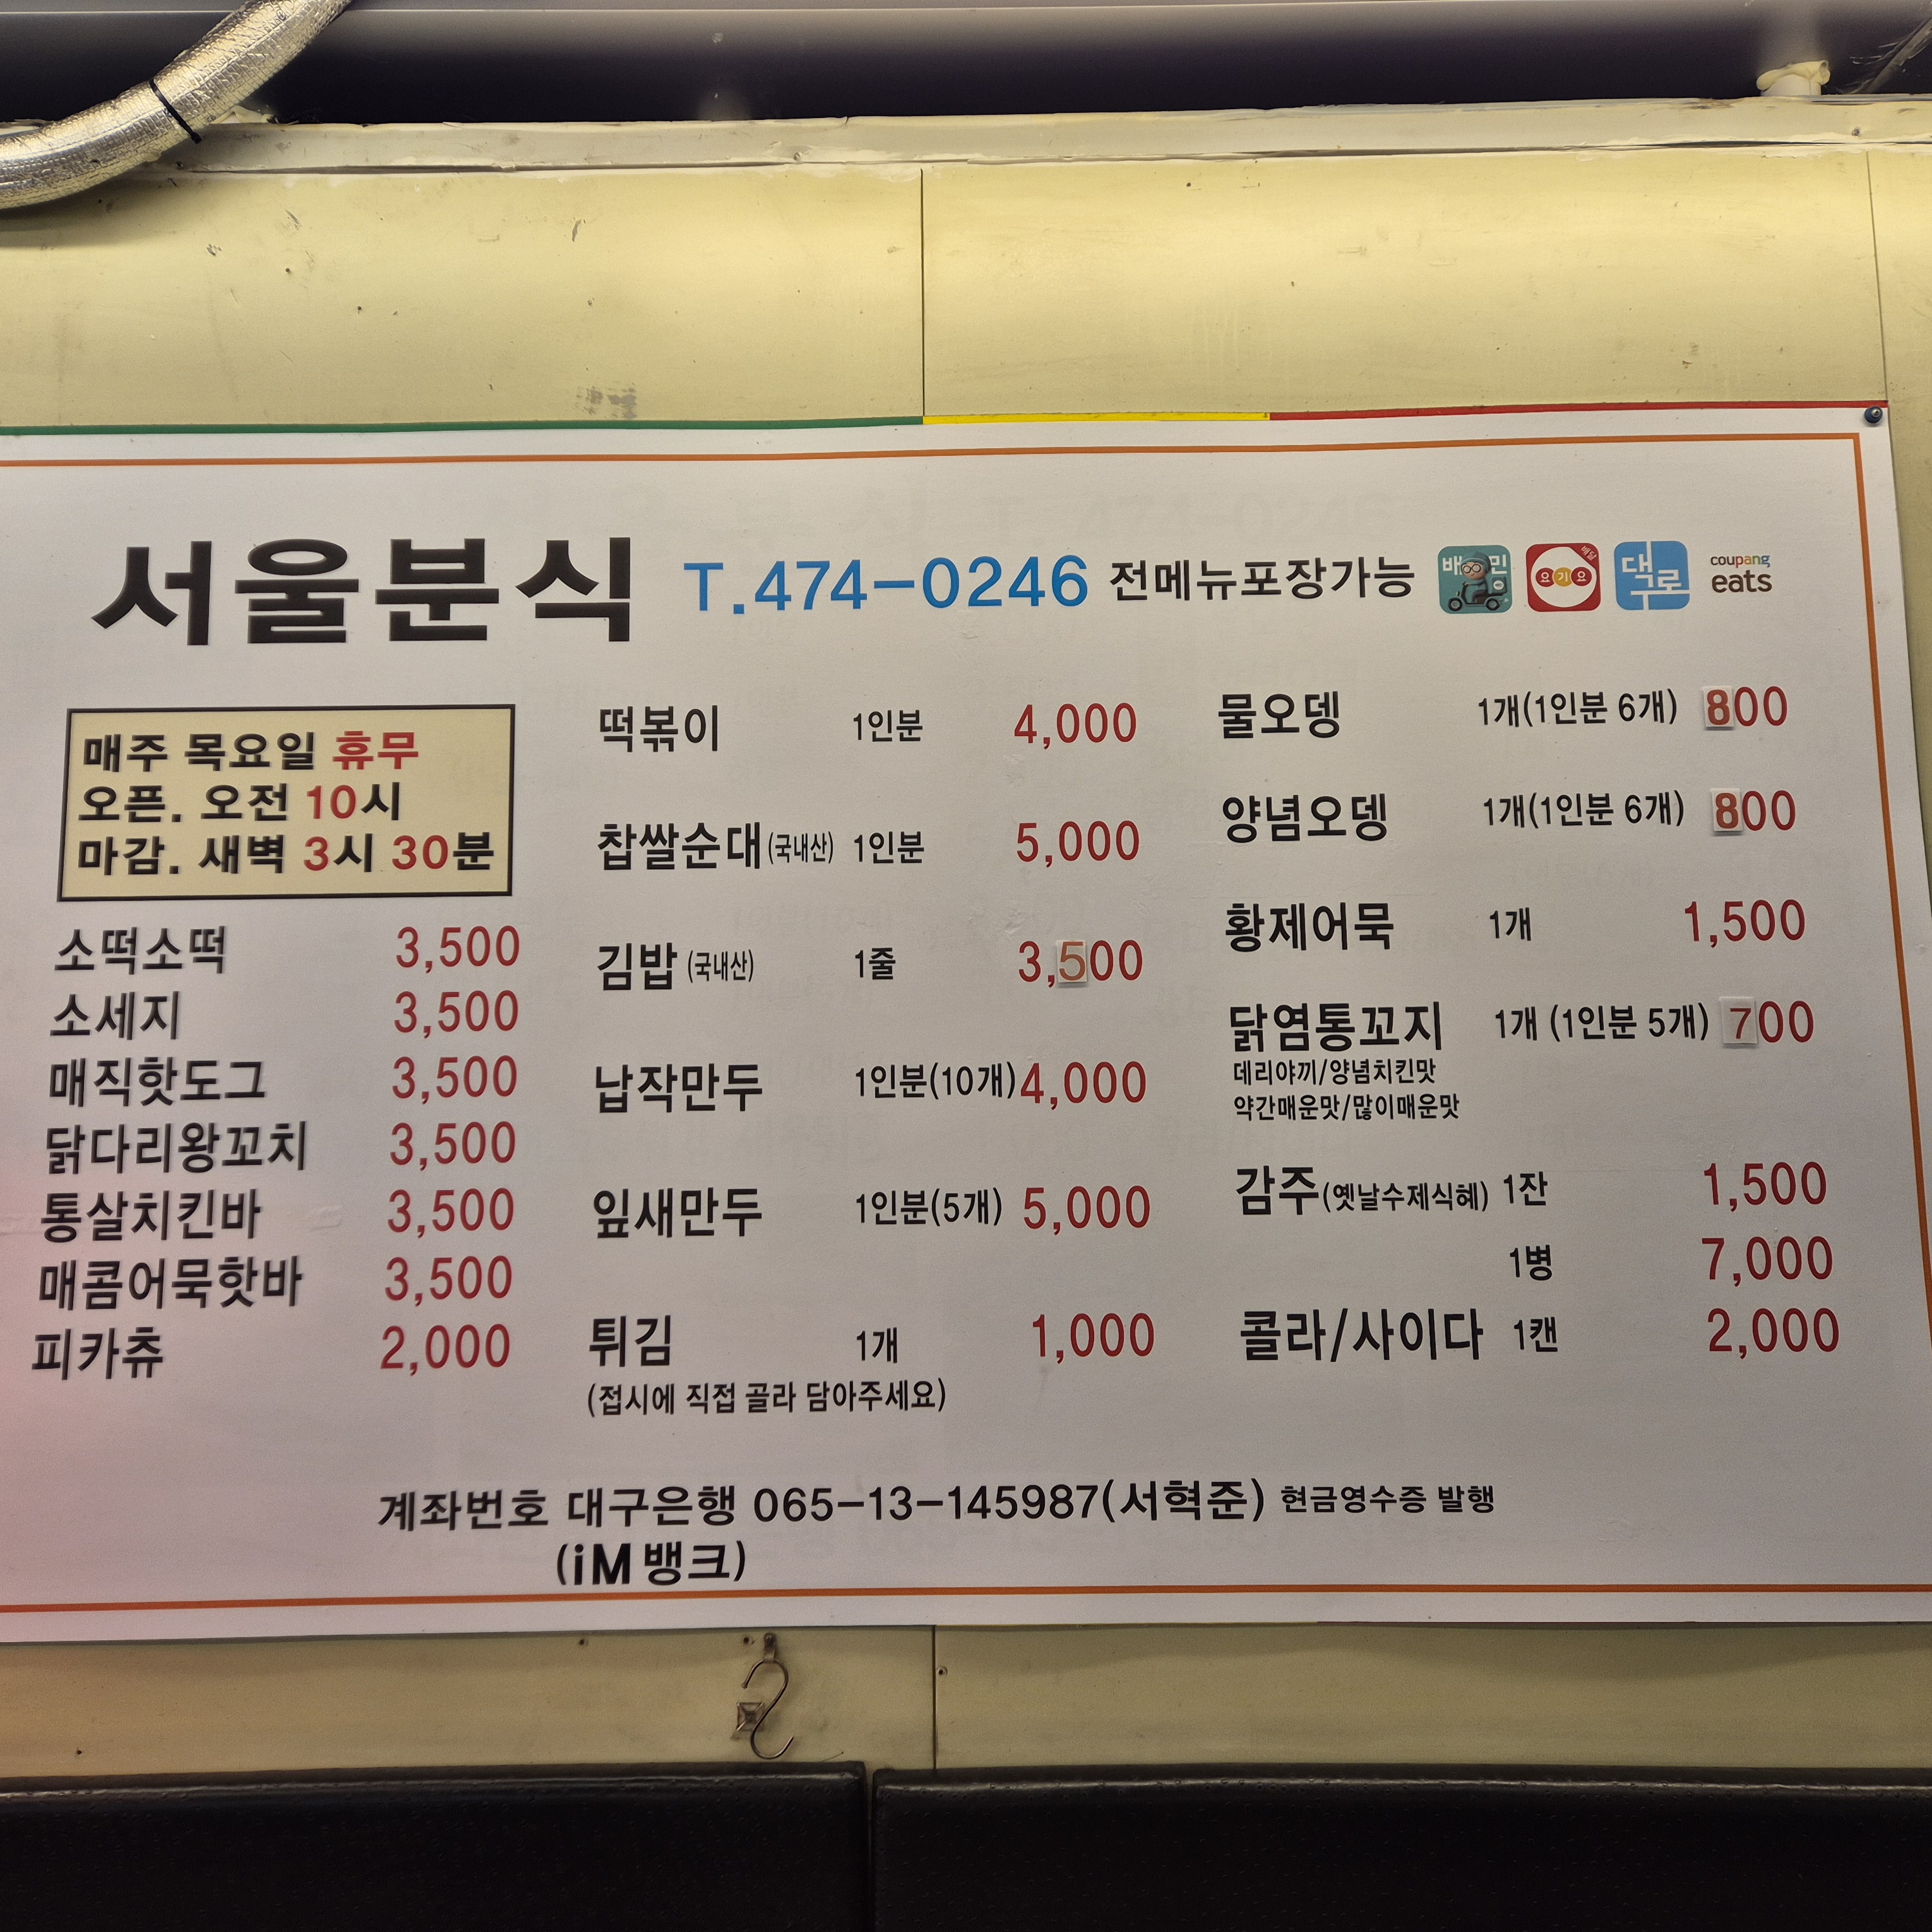 서울분식 T.474-0246 전메뉴포장가능 배민 배달 요기요 대구로 coupang eats
매주 목요일 휴무
오픈. 오전 10시
마감. 새벽 3시 30분
소떡소떡 3,500
소세지 3,500
매직핫도그 3,500
닭다리왕꼬치 3,500
통살치킨바 3,500
매콤어묵핫바 3,500
피카츄 2,000
떡볶이 1인분 4,000
찹쌀순대(국내산) 1인분 5,000
김밥 (국내산) 1줄 3,500
납작만두 1인분(10개) 4,000
잎새만두 1인분(5개) 5,000
튀김 1개 1,000
(접시에 직접 골라 담아주세요)
물오뎅 1개(1인분 6개) 800
양념오뎅 1개(1인분 6개) 800
황제어묵 1개 1,500
닭염통꼬지 1개 (1인분 5개) 700
데리야끼/양념치킨맛
약간매운맛/많이매운맛
감주(옛날수제식혜) 1잔 1,500
1병 7,000
콜라/사이다 1캔 2,000
계좌번호 대구은행 065-13-145987(서혁준) 현금영수증 발행
(iM뱅크)